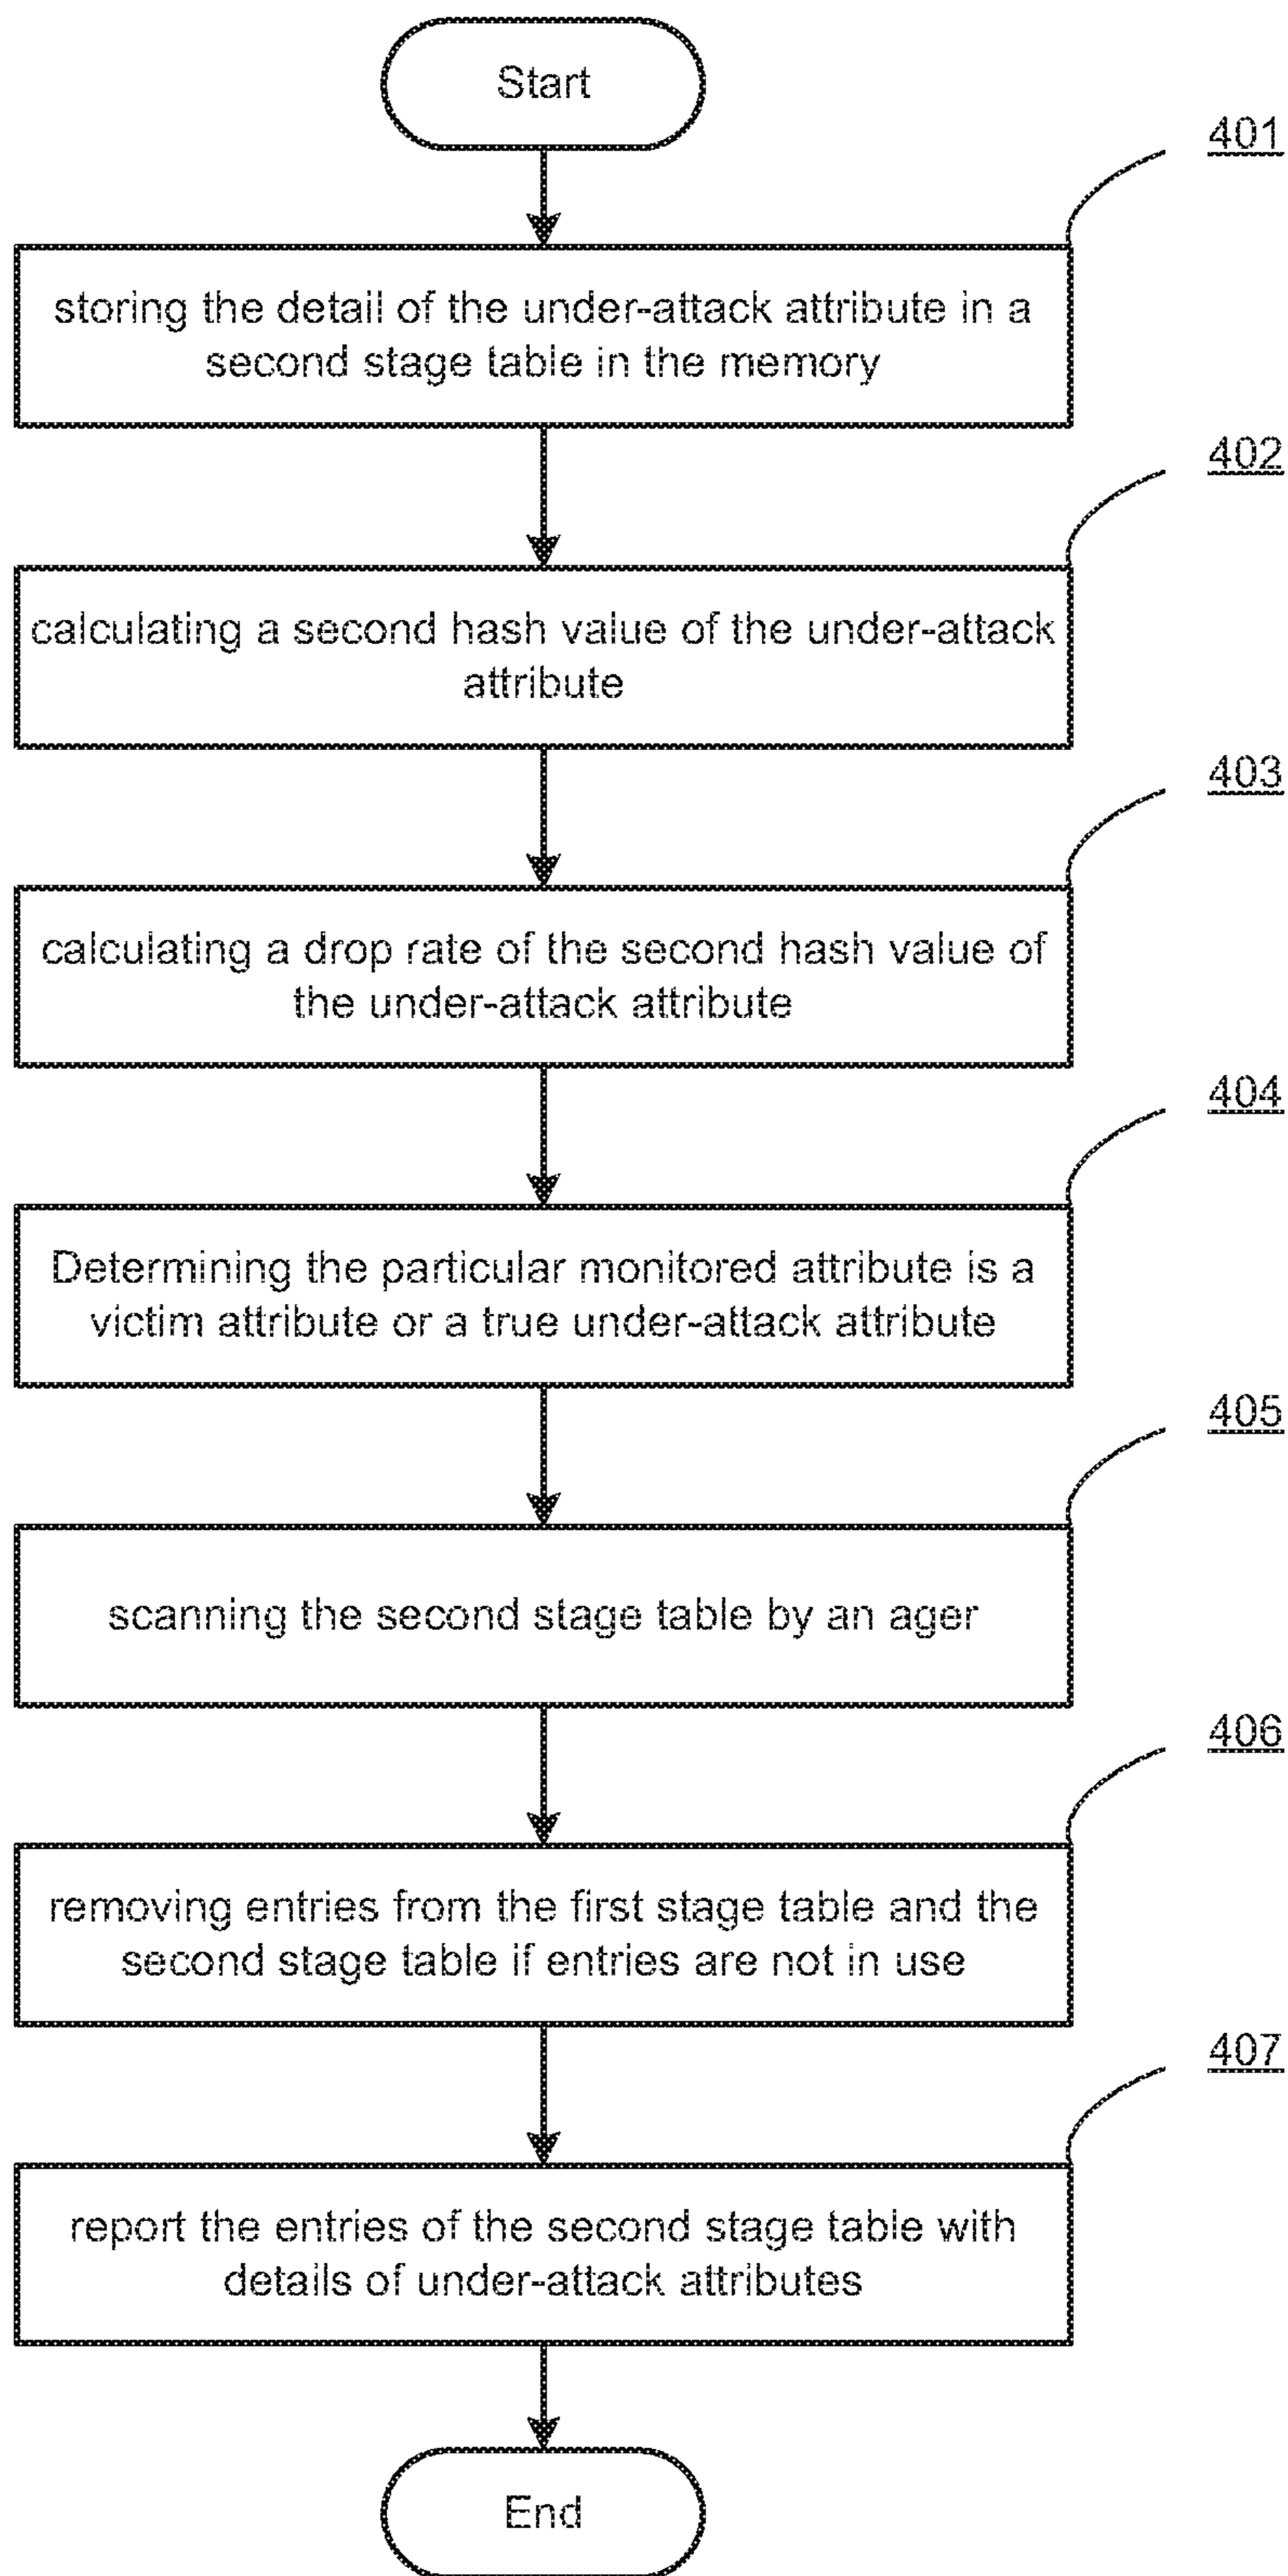 Start
401
storing the detail of the under-attack attribute in a
second stage table in the memory
402
calculating a second hash value of the under-attack
attribute
403
calculating a drop rate of the second hash value of
the under-attack attribute
404
Determining the particular monitored attribute is a
victim attribute or a true under-attack attribute
405
scanning the second stage table by an ager
406
removing entries from the first stage table and the
second stage table if entries are not in use
407
report the entries of the second stage table with
details of under-attack attributes
End